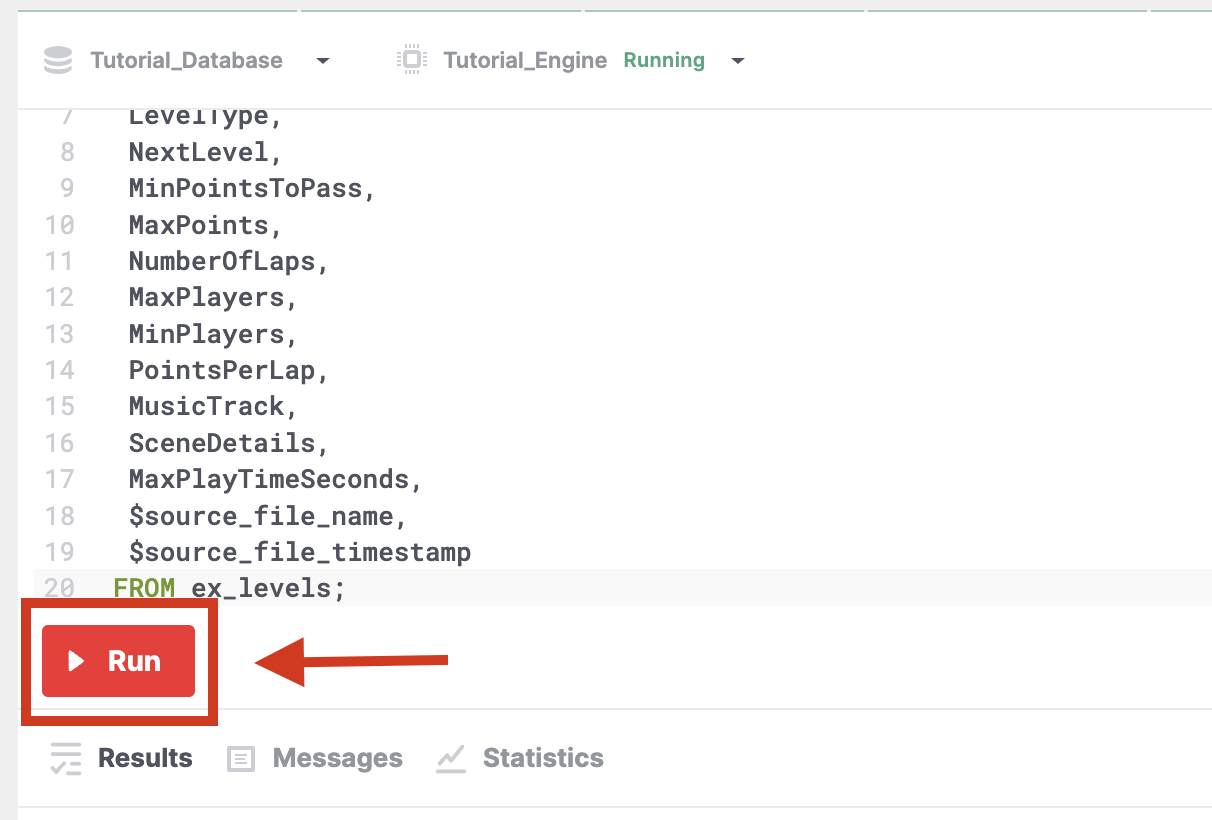 Tutorial_Database Tutorial_Engine Running
7 LevelType,
8 NextLevel,
9 MinPointsToPass,
10 MaxPoints,
11 NumberOfLaps,
12 MaxPlayers,
13 MinPlayers,
14 PointsPerLap,
15 MusicTrack,
16 SceneDetails,
17 MaxPlayTimeSeconds,
18 $source_file_name,
19 $source_file_timestamp
20 FROM ex_levels;
Run
Results Messages Statistics